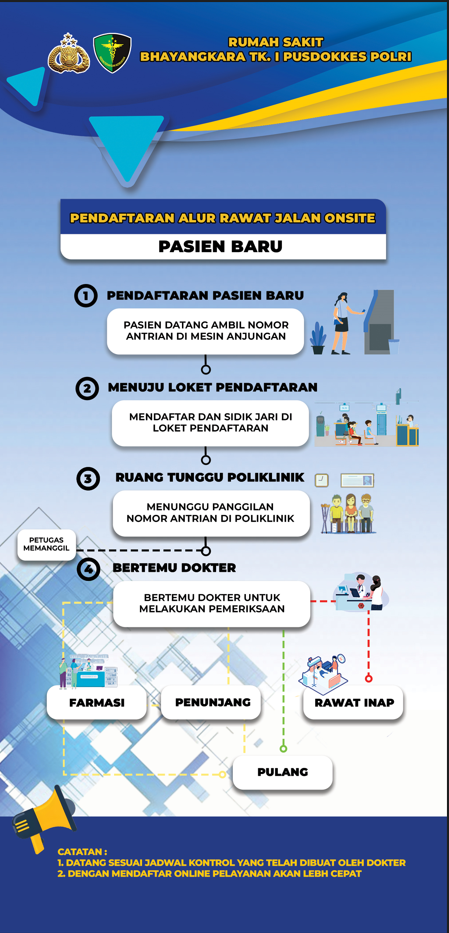 RUMAH SAKIT
BHAYANGKARA TK. I PUSDOKKES POLRI
PENDAFTARAN ALUR RAWAT JALAN ONSITE
PASIEN BARU
1 PENDAFTARAN PASIEN BARU
PASIEN DATANG AMBIL NOMOR
ANTRIAN DI MESIN ANJUNGAN
2 MENUJU LOKET PENDAFTARAN
MENDAFTAR DAN SIDIK JARI DI
LOKET PENDAFTARAN
3 RUANG TUNGGU POLIKLINIK
MENUNGGU PANGGILAN
NOMOR ANTRIAN DI POLIKLINIK
PETUGAS
MEMANGGIL
4 BERTEMU DOKTER
BERTEMU DOKTER UNTUK
MELAKUKAN PEMERIKSAAN
FARMASI
PENUNJANG
RAWAT INAP
PULANG
CATATAN :
1. DATANG SESUAI JADWAL KONTROL YANG TELAH DIBUAT OLEH DOKTER
2. DENGAN MENDAFTAR ONLINE PELAYANAN AKAN LEBH CEPAT